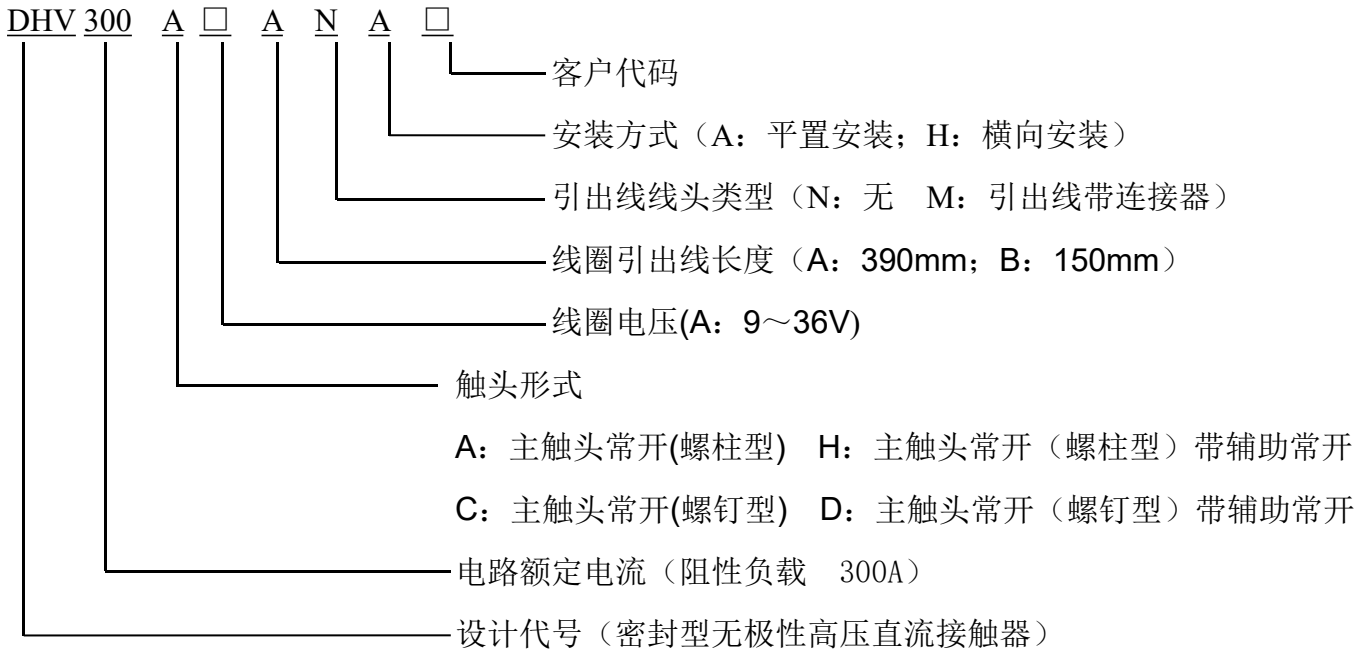 DHV 300 A □ A N A □
客户代码
安装方式（A：平置安装；H：横向安装）
引出线线头类型（N：无 M：引出线带连接器）
线圈引出线长度（A：390mm；B：150mm）
线圈电压(A：9～36V)
触头形式
A：主触头常开(螺柱型) H：主触头常开（螺柱型）带辅助常开
C：主触头常开(螺钉型) D：主触头常开（螺钉型）带辅助常开
电路额定电流（阻性负载 300A）
设计代号（密封型无极性高压直流接触器）